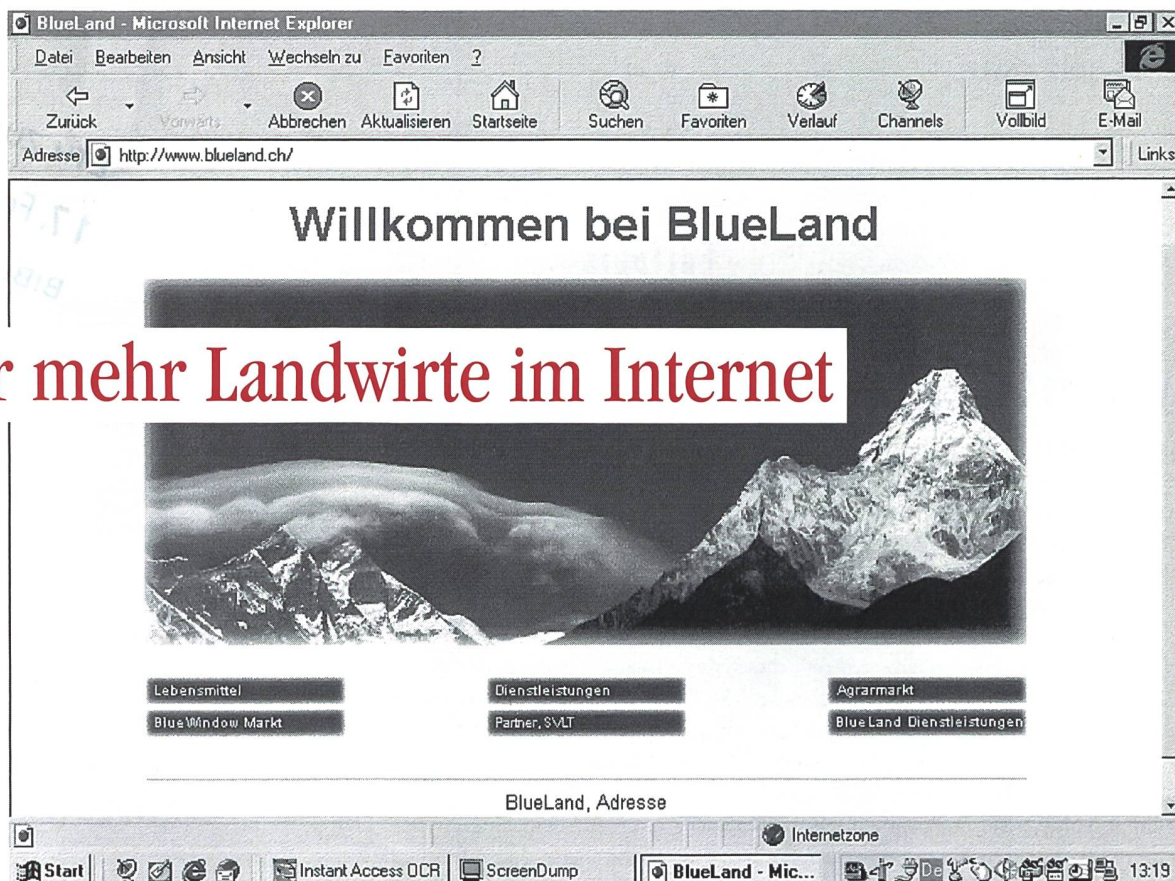 BlueLand - Microsoft Internet Explorer
Datei Bearbeiten Ansicht Wechseln zu Favoriten ?
Zurück Vorwärts Abbrechen Aktualisieren Startseite Suchen Favoriten Verlauf Channels Vollbild E-Mail
Adresse http://www.blueland.ch/ Links
17.
Willkommen bei BlueLand
mehr Landwirte im Internet
Lebensmittel Dienstleistungen Agrarmarkt
BlueWindow Markt Partner, SVLT BlueLand Dienstleistungen
BlueLand, Adresse
Internetzone
Start Instant Access OCR ScreenDump BlueLand - Mic... De 13:19